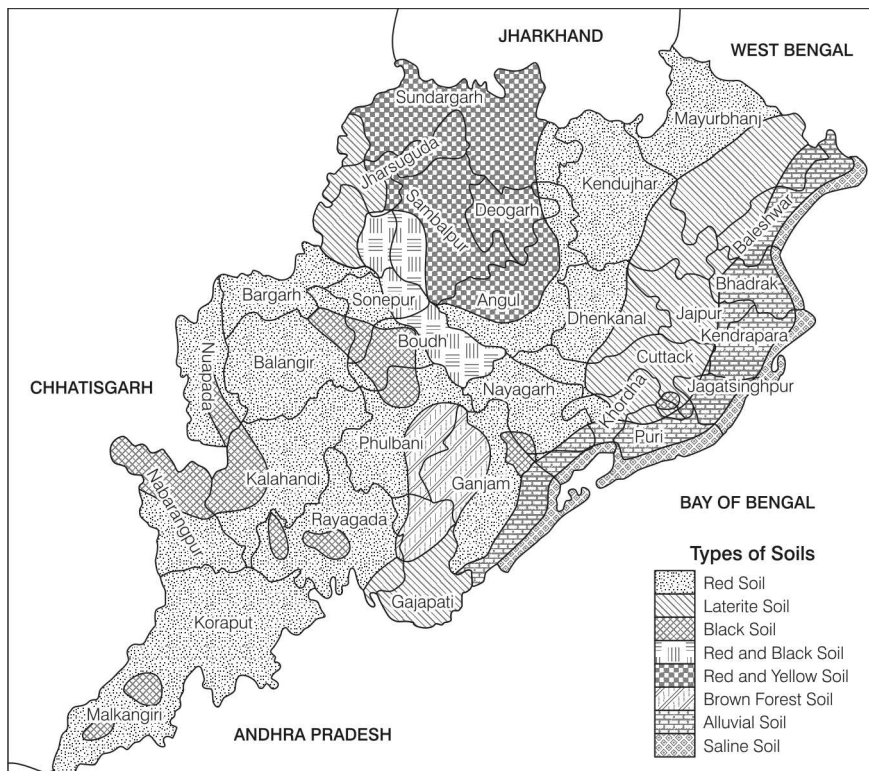 JHARKHAND
WEST BENGAL
Sundargarh
Mayurbhanj
Jharsuguda
Kendujhar
Sambalpur
Deogarh
Baleshwar
Bargarh
Sonepur
Angul
Bhadrak
Dhenkanal
Jajpur
Kendrapara
Nuapada
Balangir
Boudh
Cuttack
CHHATISGARH
Nayagarh
Khordha
Jagatsinghpur
Phulbani
Puri
Nabarangpur
Kalahandi
Ganjam
Rayagada
BAY OF BENGAL
Gajapati
Koraput
Malkangiri
ANDHRA PRADESH
Types of Soils
Red Soil
Laterite Soil
Black Soil
Red and Black Soil
Red and Yellow Soil
Brown Forest Soil
Alluvial Soil
Saline Soil